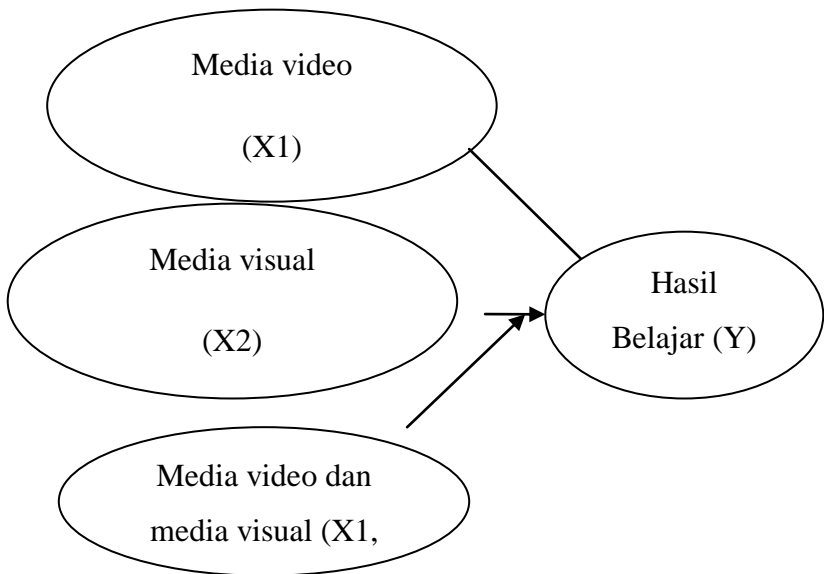 Media video
(X1)
Media visual
(X2)
Hasil
Belajar (Y)
Media video dan
media visual (X1,